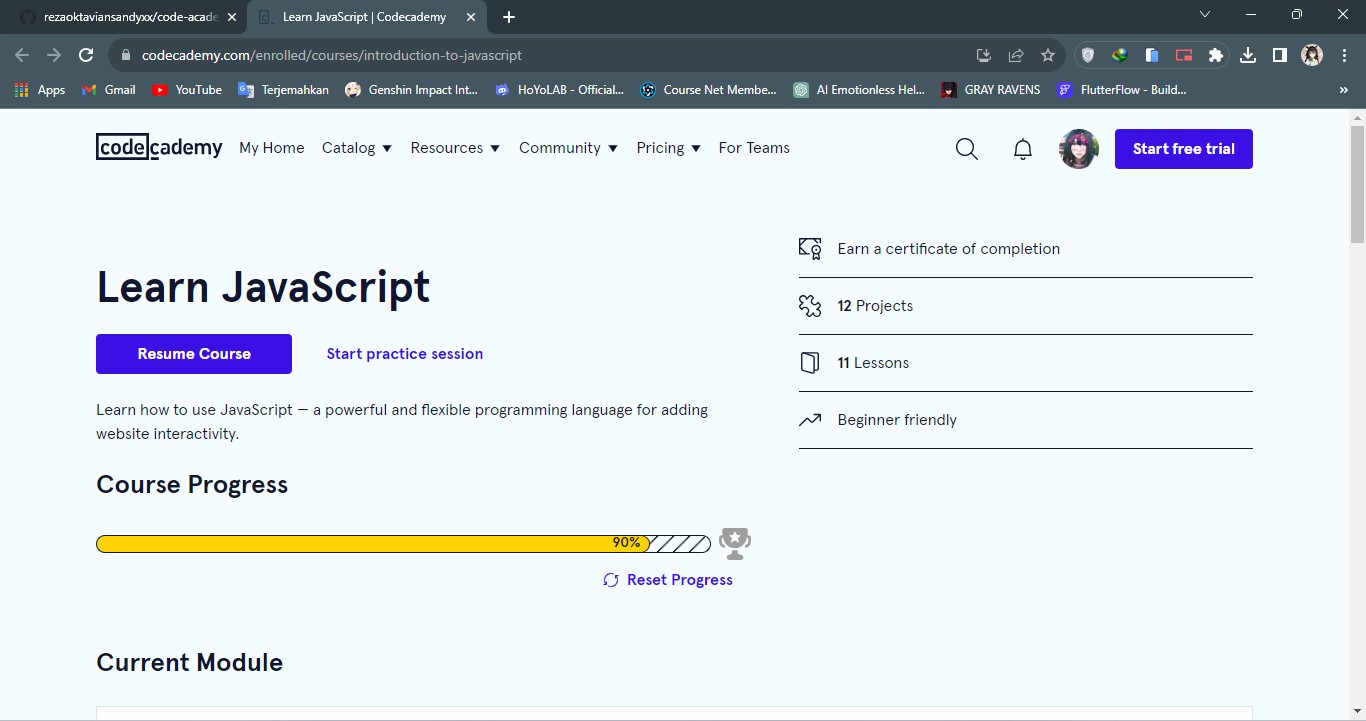 rezaoktaviansandyxx/code-acade
Learn JavaScript | Codecademy
codecademy.com/enrolled/courses/introduction-to-javascript
Apps
Gmail
YouTube
Terjemahkan
Genshin Impact Int...
HoYoLAB - Official...
Course Net Membe...
AI Emotionless Hel...
GRAY RAVENS
FlutterFlow - Build...
»
codecademy
My Home
Catalog
Resources
Community
Pricing
For Teams
Start free trial
Learn JavaScript
Resume Course
Start practice session
Learn how to use JavaScript — a powerful and flexible programming language for adding
website interactivity.
Course Progress
90%
Reset Progress
Earn a certificate of completion
12 Projects
11 Lessons
Beginner friendly
Current Module